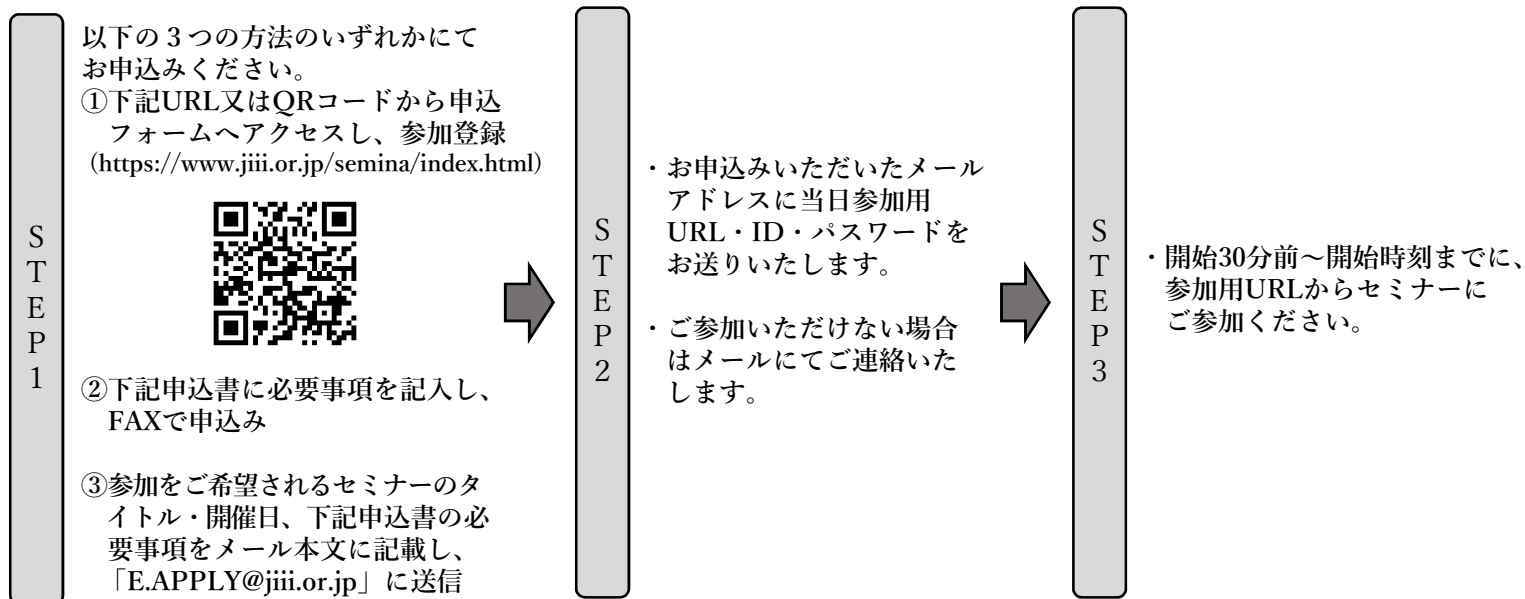 STEP1
以下の３つの方法のいずれかにて
お申込みください。
①下記URL又はQRコードから申込
フォームへアクセスし、参加登録
（https://www.jiii.or.jp/semina/index.html）
②下記申込書に必要事項を記入し、
FAXで申込み
③参加をご希望されるセミナーのタ
イトル・開催日、下記申込書の必
要事項をメール本文に記載し、
「E.APPLY@jiii.or.jp」に送信
STEP2
・お申込みいただいたメール
アドレスに当日参加用
URL・ID・パスワードを
お送りいたします。
・ご参加いただけない場合
はメールにてご連絡いた
します。
STEP3
・開始30分前～開始時刻までに、
参加用URLからセミナーに
ご参加ください。